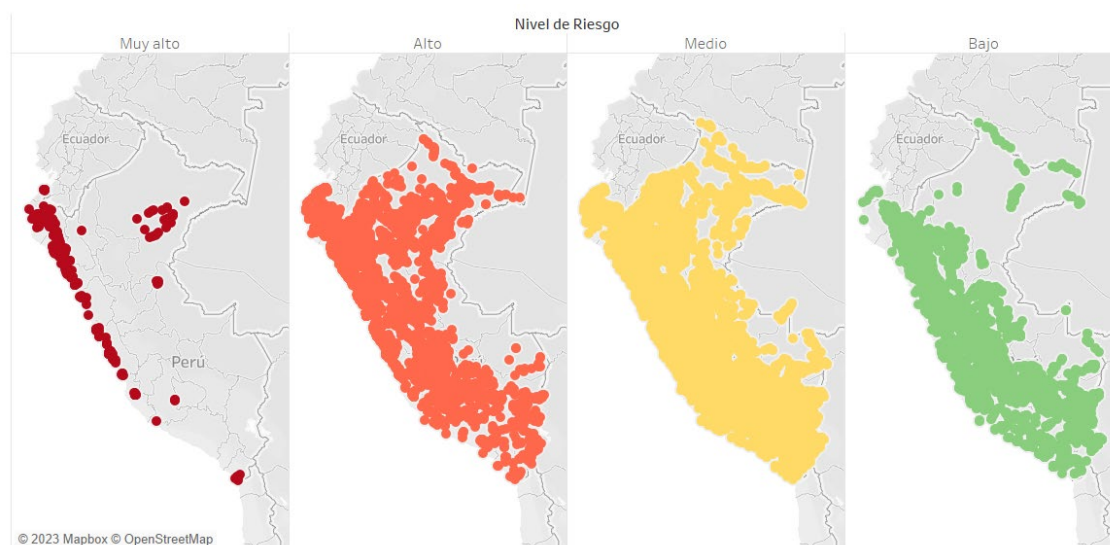 Nivel de Riesgo
Muy alto
Alto
Medio
Bajo
Ecuador
Ecuador
Ecuador
Ecuador
Perú
© 2023 Mapbox © OpenStreetMap